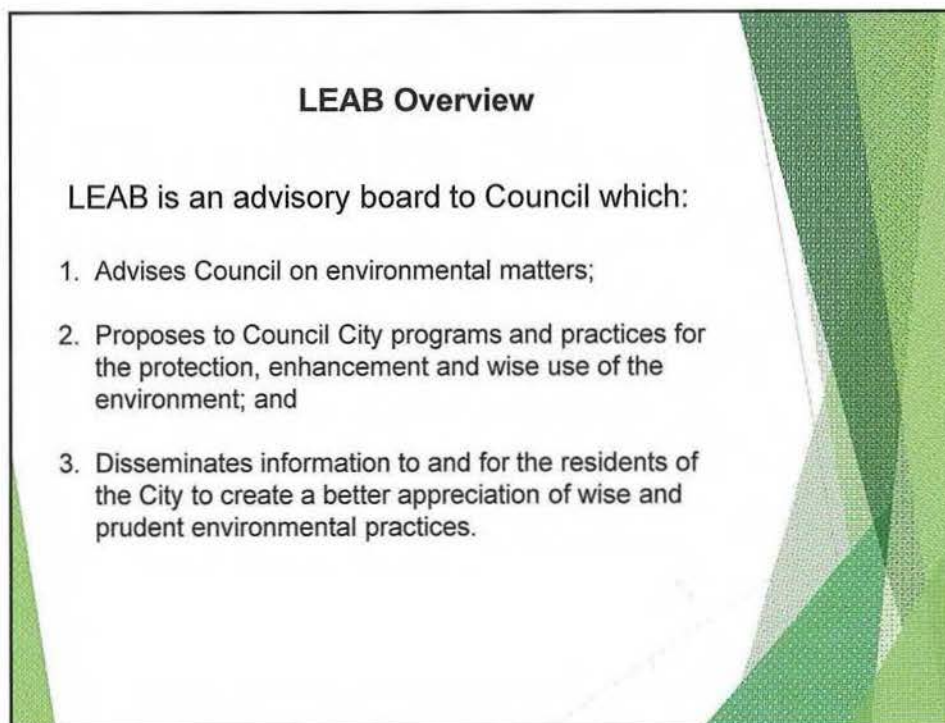 LEAB Overview
LEAB is an advisory board to Council which:
1. Advises Council on environmental matters;
2. Proposes to Council City programs and practices for
the protection, enhancement and wise use of the
environment; and
3. Disseminates information to and for the residents of
the City to create a better appreciation of wise and
prudent environmental practices.